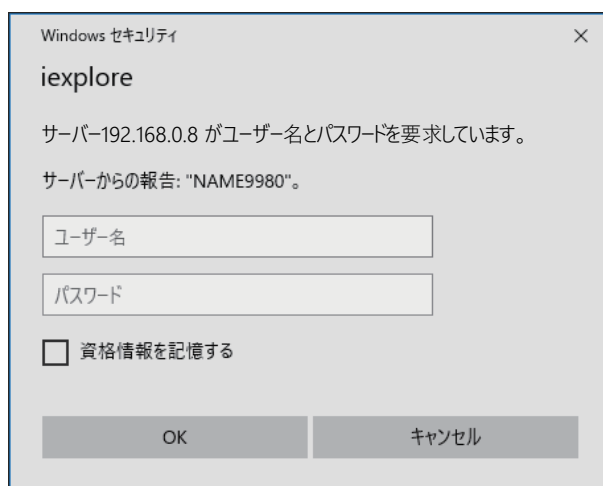 Windows セキュリティ
iexplore
サーバー192.168.0.8 がユーザー名とパスワードを要求しています。
サーバーからの報告: "NAME9980"。
ユーザー名
パスワード
資格情報を記憶する
OK
キャンセル